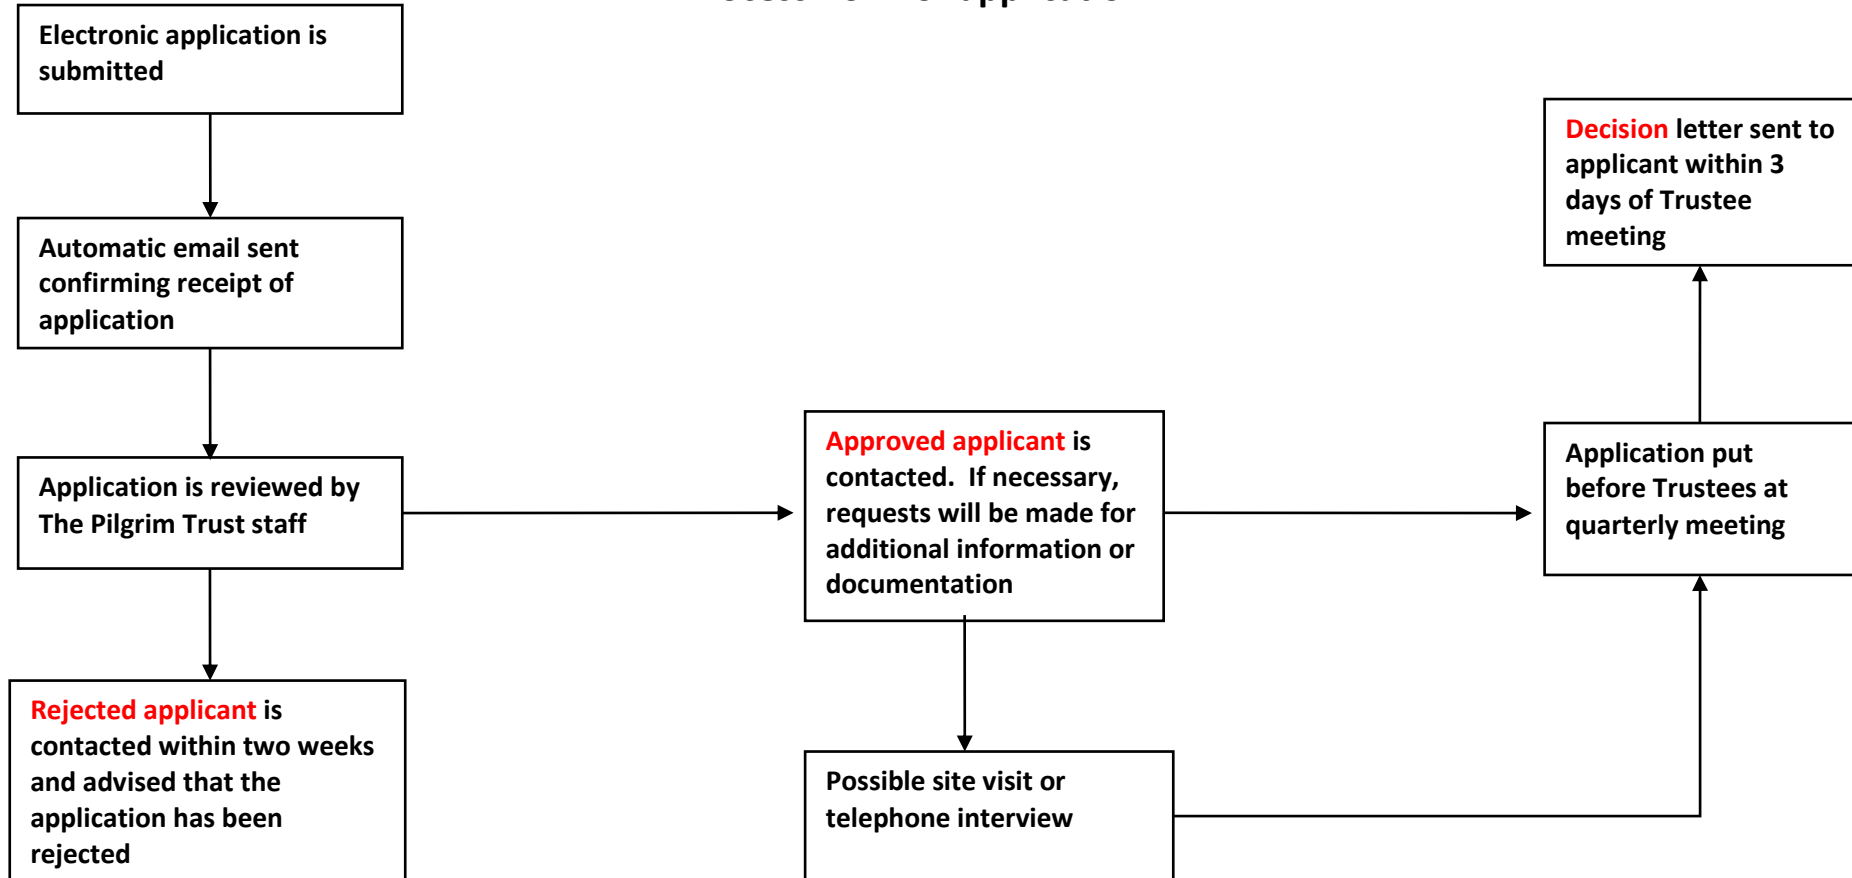 application
Electronic application is
submitted
Automatic email sent
confirming receipt of
application
Application is reviewed by
The Pilgrim Trust staff
Rejected applicant is
contacted within two weeks
and advised that the
application has been
rejected
Approved applicant is
contacted.  If necessary,
requests will be made for
additional information or
documentation
Possible site visit or
telephone interview
Application put
before Trustees at
quarterly meeting
Decision letter sent to
applicant within 3
days of Trustee
meeting